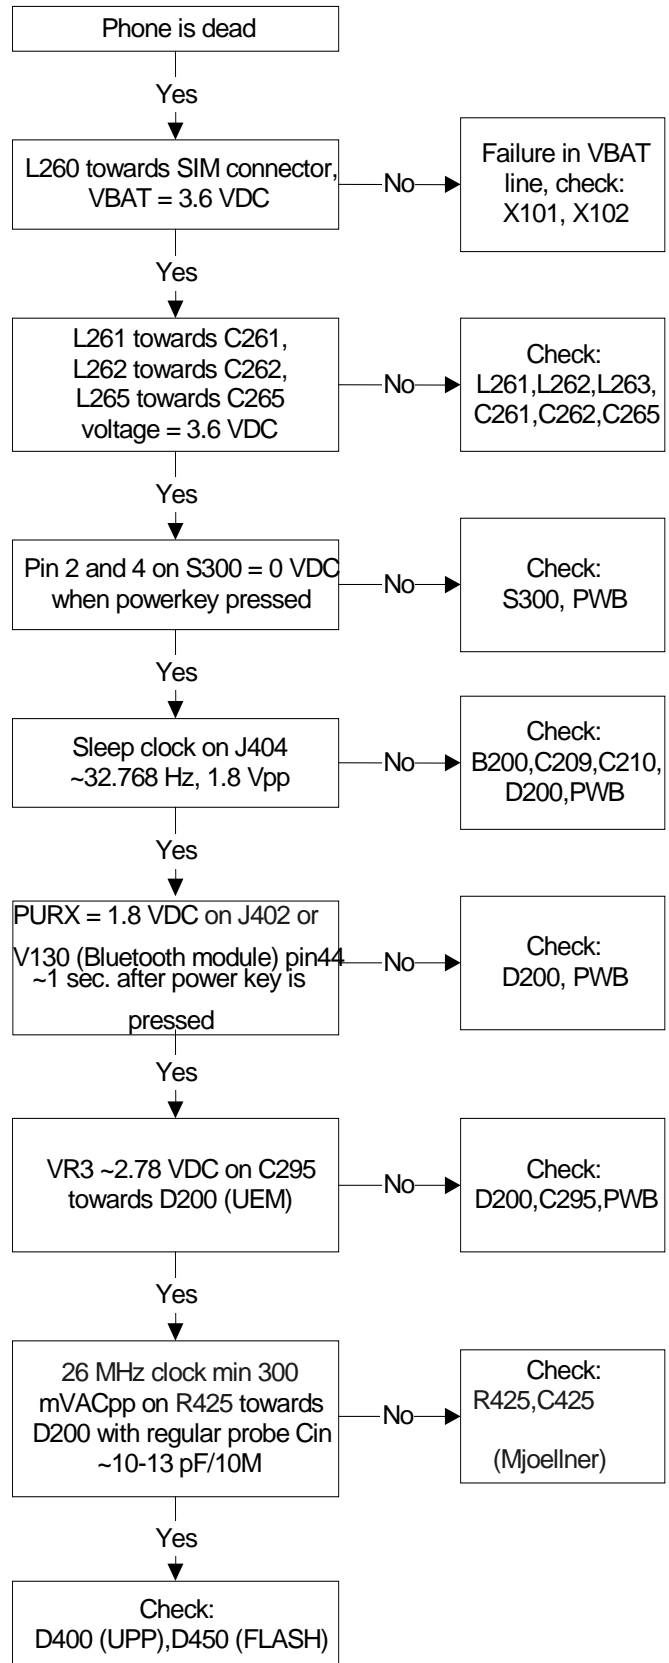 Phone is dead
Yes
L260 towards SIM connector,
VBAT = 3.6 VDC
No
Failure in VBAT
line, check:
X101, X102
Yes
L261 towards C261,
L262 towards C262,
L265 towards C265
voltage = 3.6 VDC
No
Check:
L261,L262,L263,
C261,C262,C265
Yes
Pin 2 and 4 on S300 = 0 VDC
when powerkey pressed
No
Check:
S300, PWB
Yes
Sleep clock on J404
~32.768 Hz, 1.8 Vpp
No
Check:
B200,C209,C210,
D200,PWB
Yes
PURX = 1.8 VDC on J402 or
V130 (Bluetooth module) pin44
~1 sec. after power key is
pressed
No
Check:
D200, PWB
Yes
VR3 ~2.78 VDC on C295
towards D200 (UEM)
No
Check:
D200,C295,PWB
Yes
26 MHz clock min 300
mVACpp on R425 towards
D200 with regular probe Cin
~10-13 pF/10M
No
Check:
R425,C425
(Mjoellner)
Yes
Check:
D400 (UPP),D450 (FLASH)